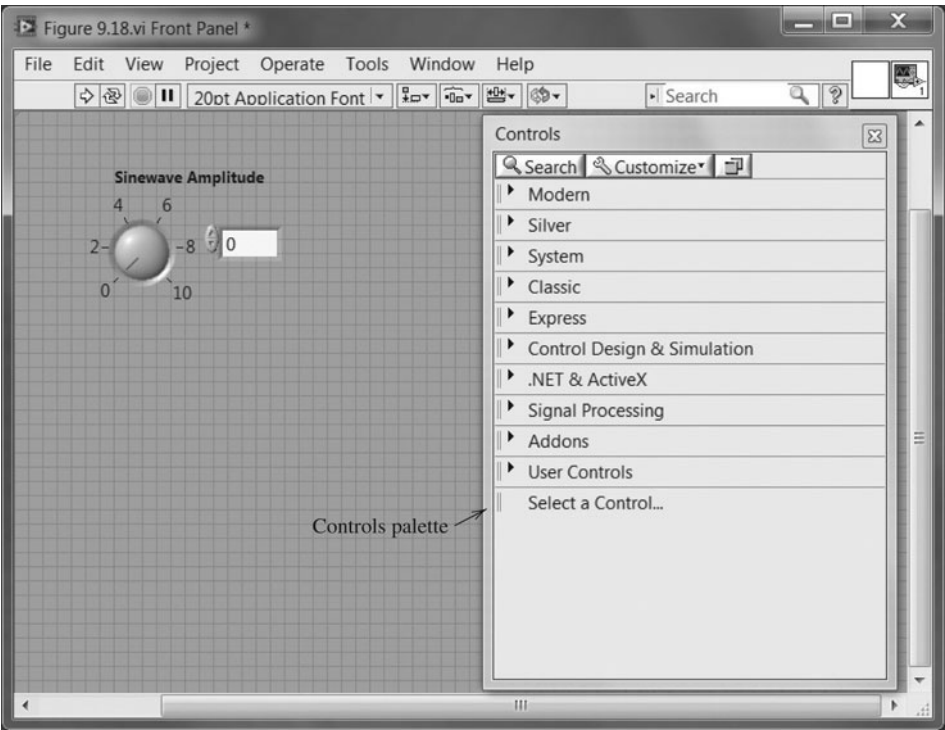 Figure 9.18.vi Front Panel *
File Edit View Project Operate Tools Window Help
20pt Application Font
Search
?
1
Controls
Search Customize
Sinewave Amplitude
4 6
2 8 0
0 10
Modern
Silver
System
Classic
Express
Control Design & Simulation
.NET & ActiveX
Signal Processing
Addons
User Controls
Select a Control...
Controls palette